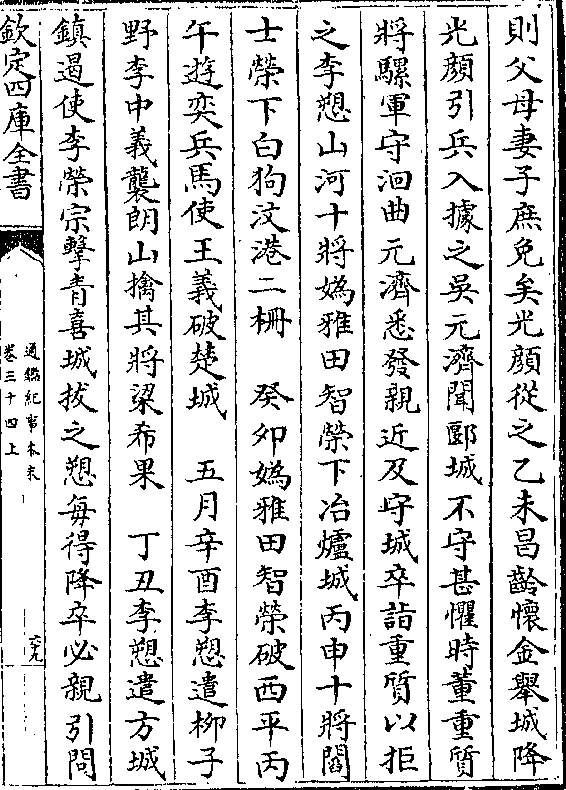 則父母妻子庶免矣光顔從之乙未昌齡懷金舉城降
光顔引兵入據之吳元濟聞郾城不守甚懼時董重質
將騾軍守洄曲元濟悉發親近及守城卒詣重質以拒
之李愬山河十將媯雅田智榮下冶爐城丙申十將閻
士榮下白狗汶港二柵　癸卯媯雅田智榮破西平丙
午遊奕兵馬使王義破楚城　五月辛酉李愬遣柳子
野李中義襲朗山擒其將梁希果　丁丑李愬遣方城
鎮遏使李榮宗擊青喜城拔之愬每得降卒必親引問
欽定四庫全書
通鑑紀事本末
卷三十四上
六九